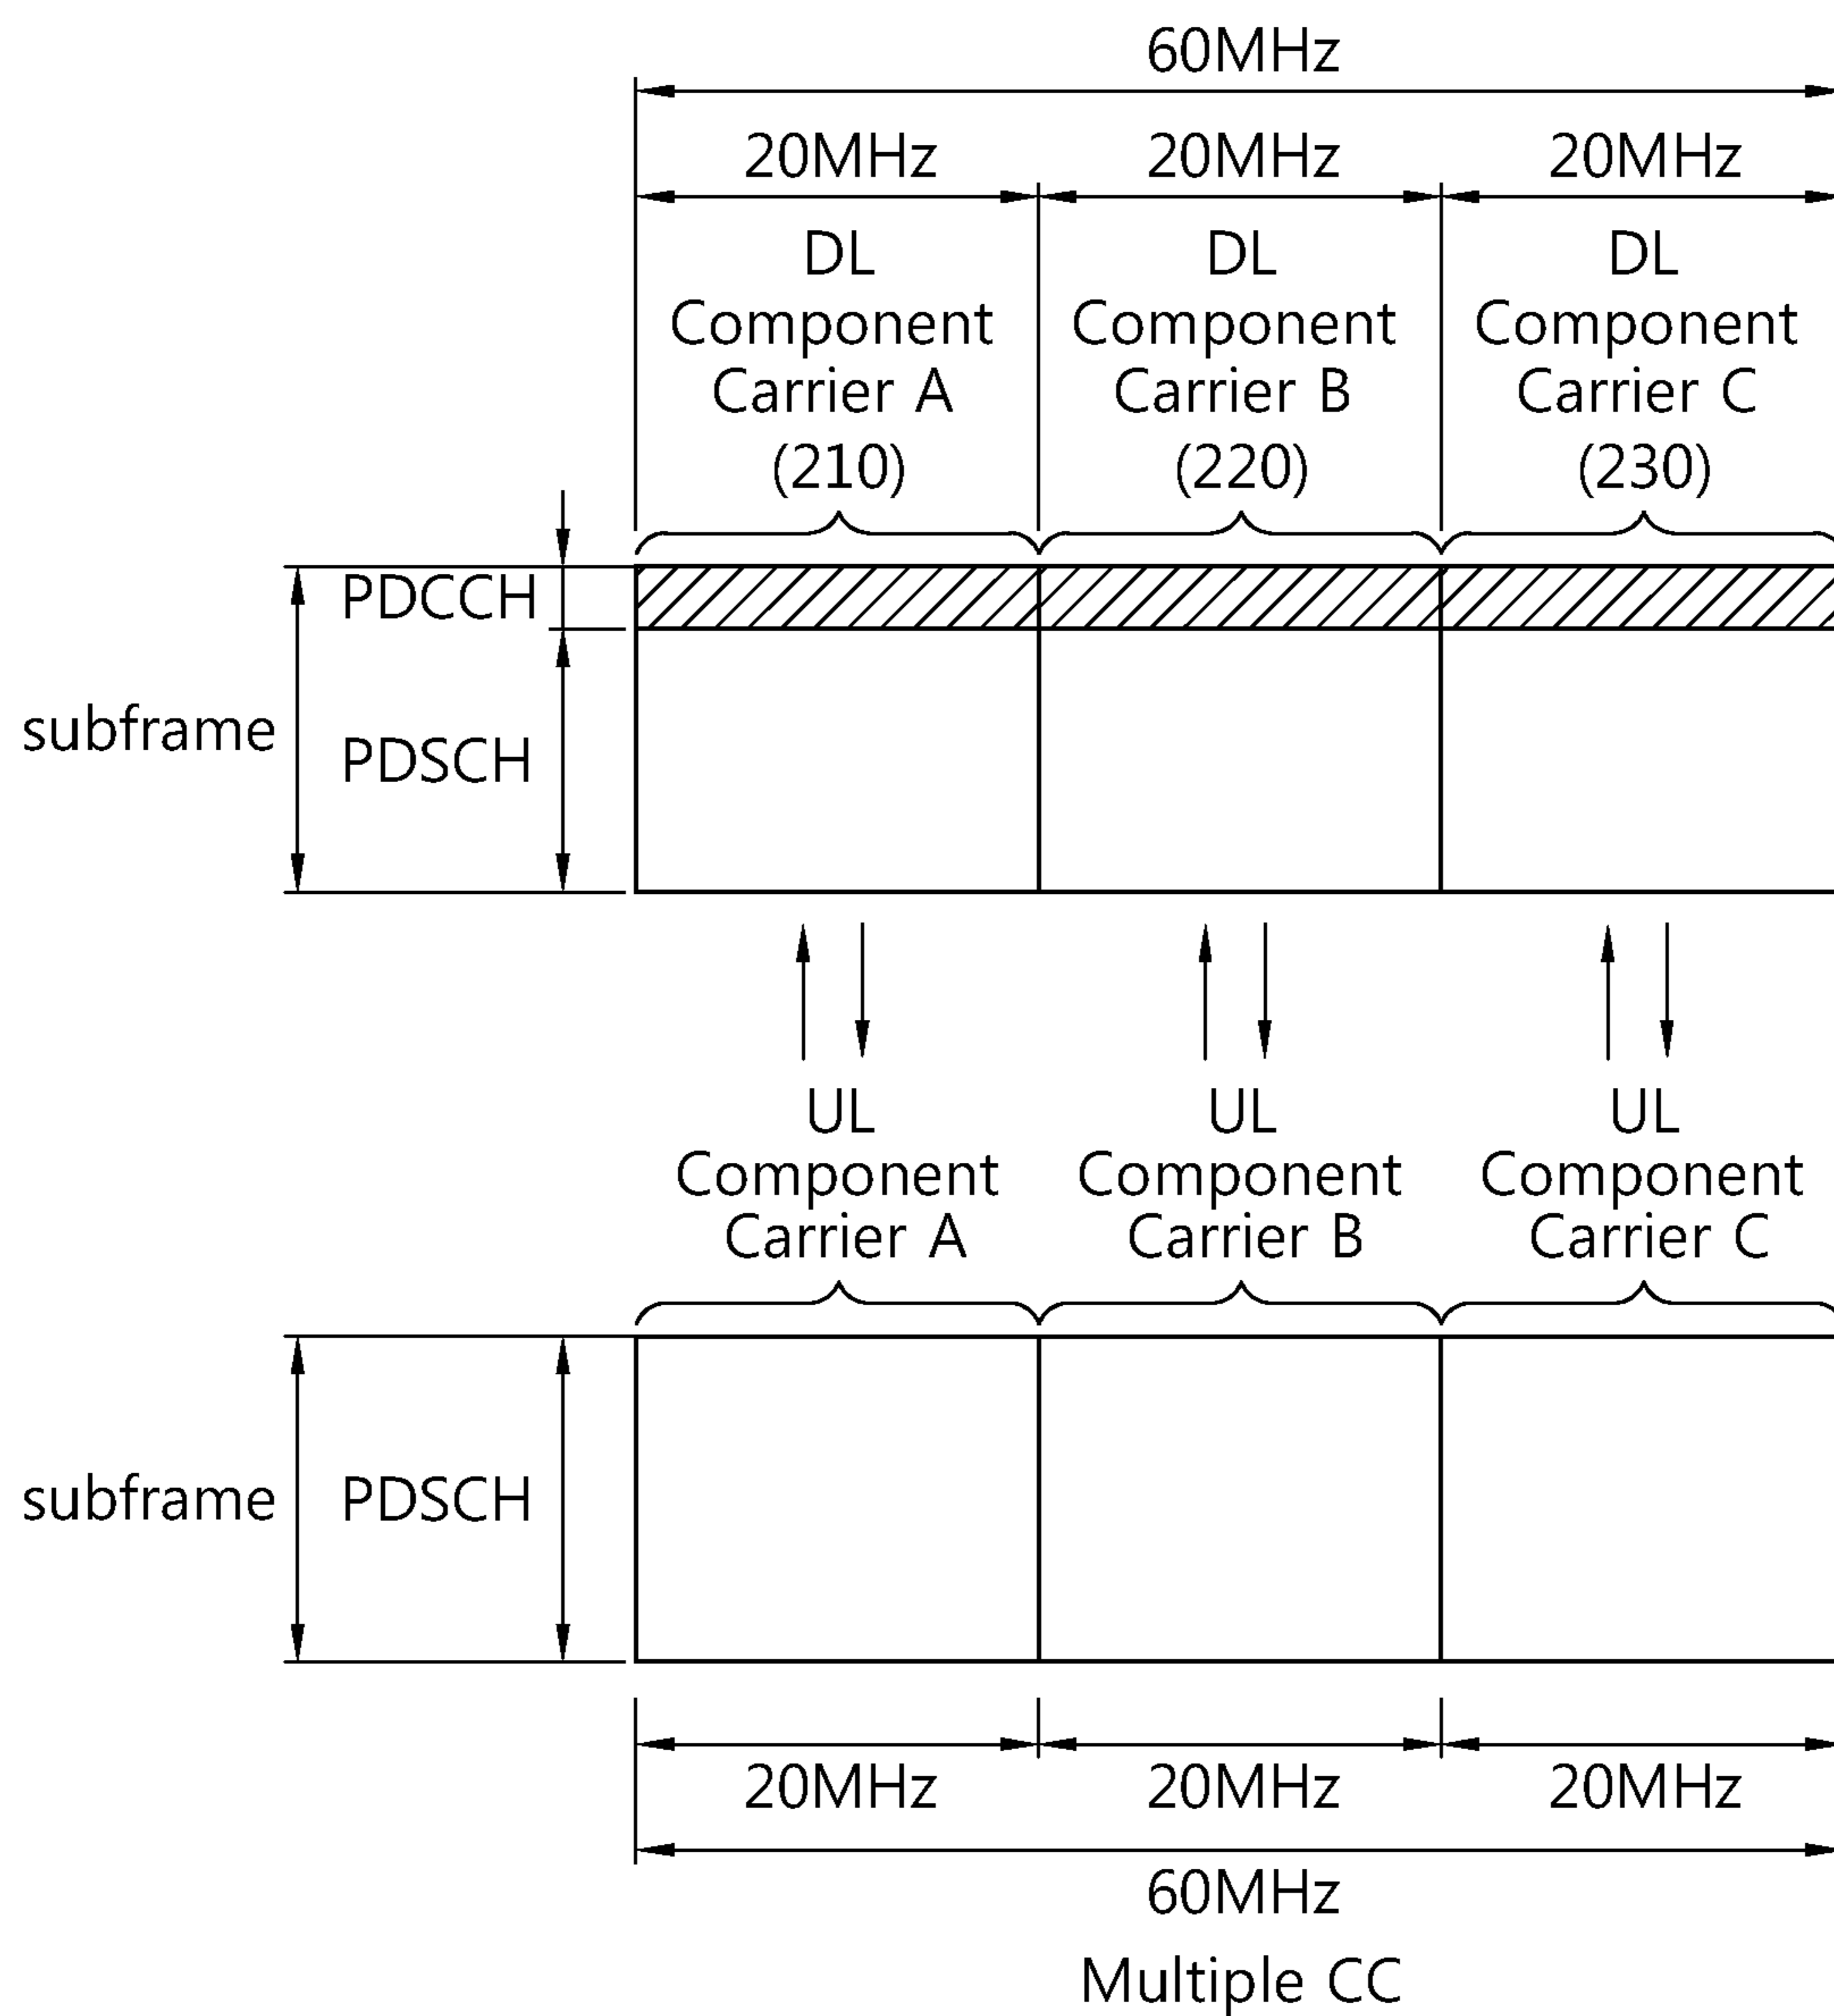 60MHz
20MHz 20MHz 20MHz
DL DL DL
Component Component Component
Carrier A Carrier B Carrier C
(210) (220) (230)
PDCCH
subframe
PDSCH
UL UL UL
Component Component Component
Carrier A Carrier B Carrier C
subframe PDSCH
20MHz 20MHz 20MHz
60MHz
Multiple CC